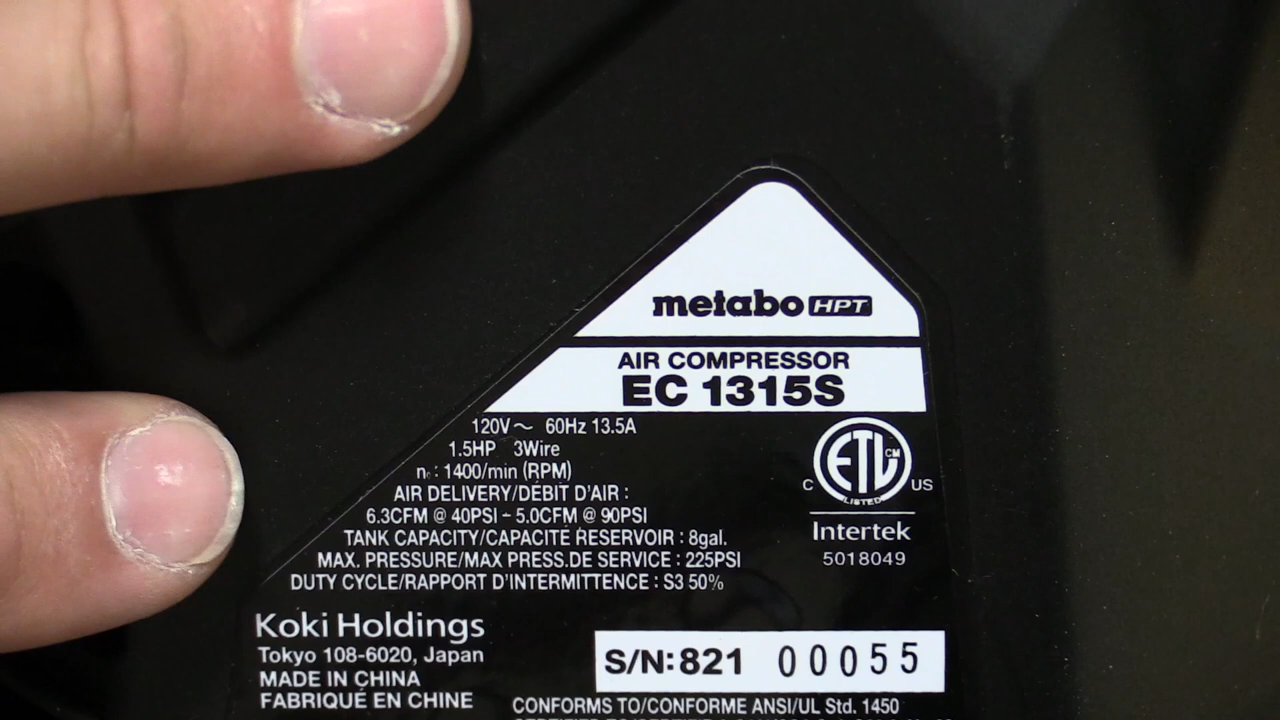 metabo HPT
AIR COMPRESSOR
EC 1315S
120V～ 60Hz 13.5A
1.5HP 3Wire
n₀: 1400/min (RPM)
AIR DELIVERY/DÉBIT D'AIR :
6.3CFM @ 40PSI - 5.0CFM @ 90PSI
TANK CAPACITY/CAPACITÉ RESERVOIR : 8gal.
MAX. PRESSURE/MAX PRESS.DE SERVICE : 225PSI
DUTY CYCLE/RAPPORT D'INTERMITTENCE : S3 50%
ETL CM
C US
LISTED
Intertek
5018049
Koki Holdings
Tokyo 108-6020, Japan
MADE IN CHINA
FABRIQUÉ EN CHINE
S/N: 821 00055
CONFORMS TO/CONFORME ANSI/UL Std. 1450